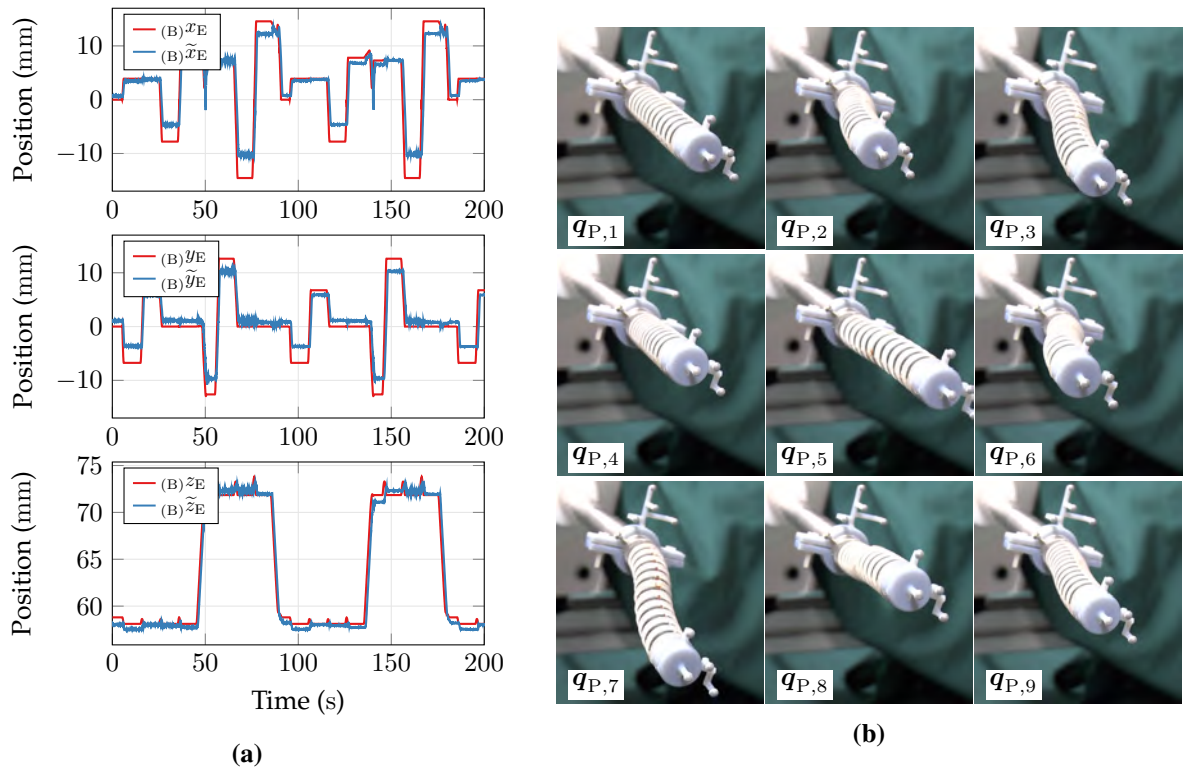 (B)xE
(B)x̃E
Position (mm)
10
0
−10
0 50 100 150 200
(B)yE
(B)ỹE
Position (mm)
10
0
−10
0 50 100 150 200
(B)zE
(B)z̃E
Position (mm)
75
70
65
60
0 50 100 150 200
Time (s)
(a)
qP,1 qP,2 qP,3
qP,4 qP,5 qP,6
qP,7 qP,8 qP,9
(b)